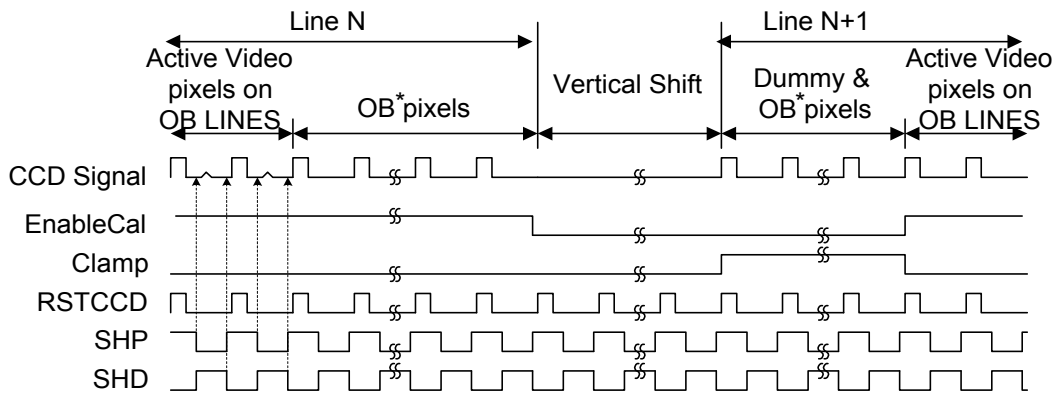 Line N
Line N+1
Active Video
pixels on
OB LINES
OB*pixels
Vertical Shift
Dummy &
OB*pixels
Active Video
pixels on
OB LINES
CCD Signal
EnableCal
Clamp
RSTCCD
SHP
SHD